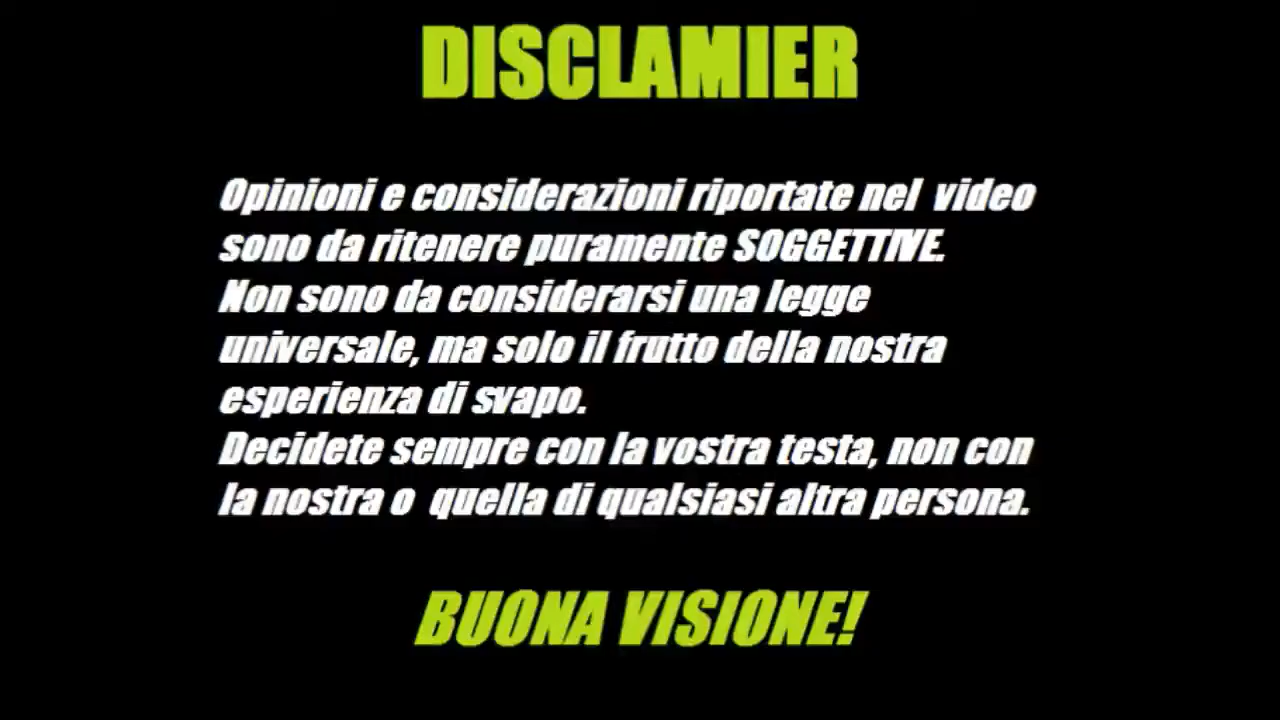 DISCLAMIER
Opinioni e considerazioni riportate nel video
sono da ritenere puramente SOGGETTIVE.
Non sono da considerarsi una legge
universale, ma solo il frutto della nostra
esperienza di svapo.
Decidete sempre con la vostra testa, non con
la nostra o quella di qualsiasi altra persona.
BUONA VISIONE!